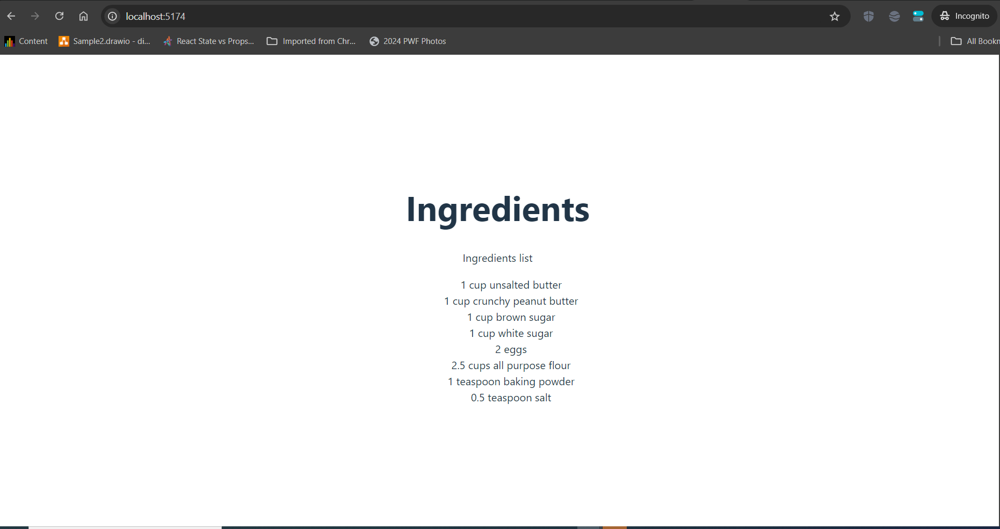 localhost:5174
Incognito
Content
Sample2.drawio - di...
React State vs Props...
Imported from Chr...
2024 PWF Photos
All Bookm
Ingredients
Ingredients list
1 cup unsalted butter
1 cup crunchy peanut butter
1 cup brown sugar
1 cup white sugar
2 eggs
2.5 cups all purpose flour
1 teaspoon baking powder
0.5 teaspoon salt